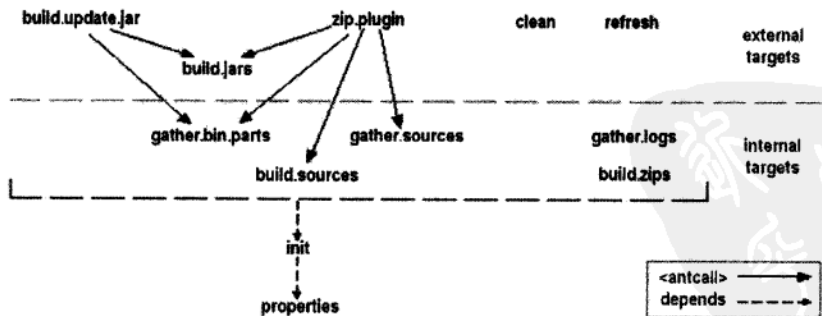 build.update.jar zip.plugin clean refresh
external
targets
build.jars
gather.bin.parts gather.sources gather.logs
internal
targets
build.sources build.zips
init
properties
<antcall>
depends